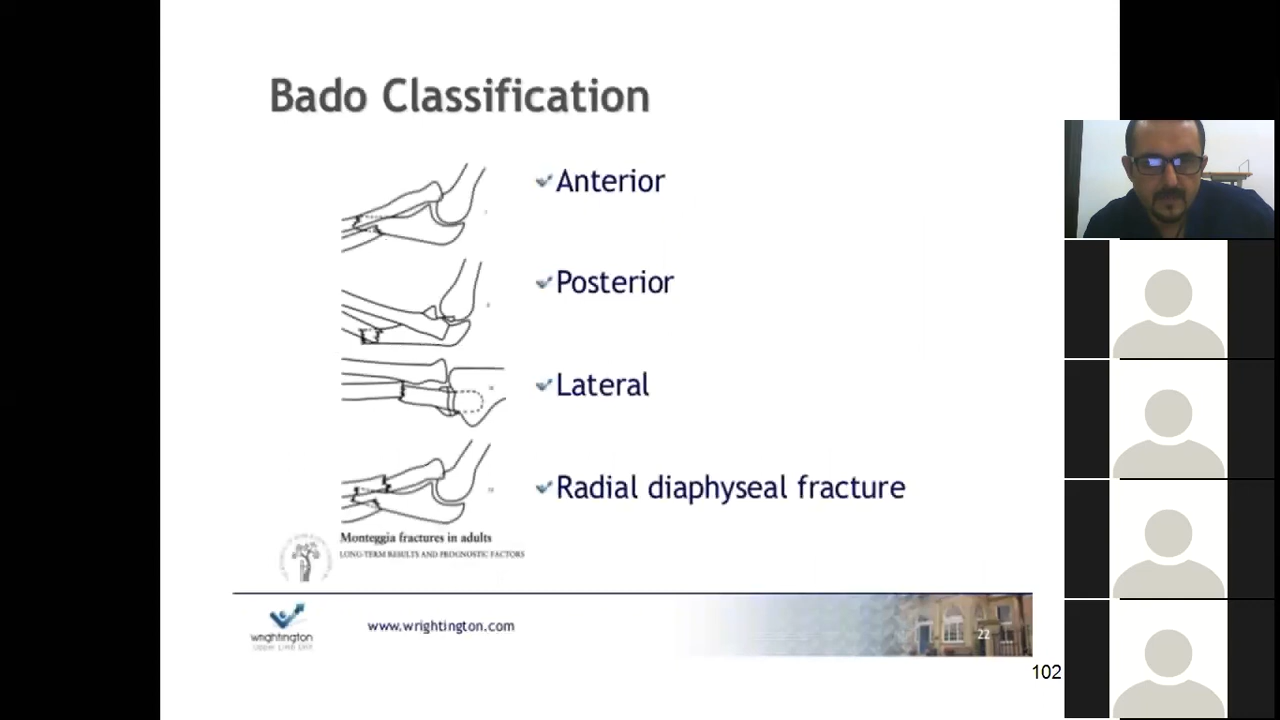 Bado Classification
Anterior
Posterior
Lateral
Radial diaphyseal fracture
Monteggia fractures in adults
LONG-TERM RESULTS AND PROGNOSTIC FACTORS
wrightington
Upper Limb Unit
www.wrightington.com
22
102